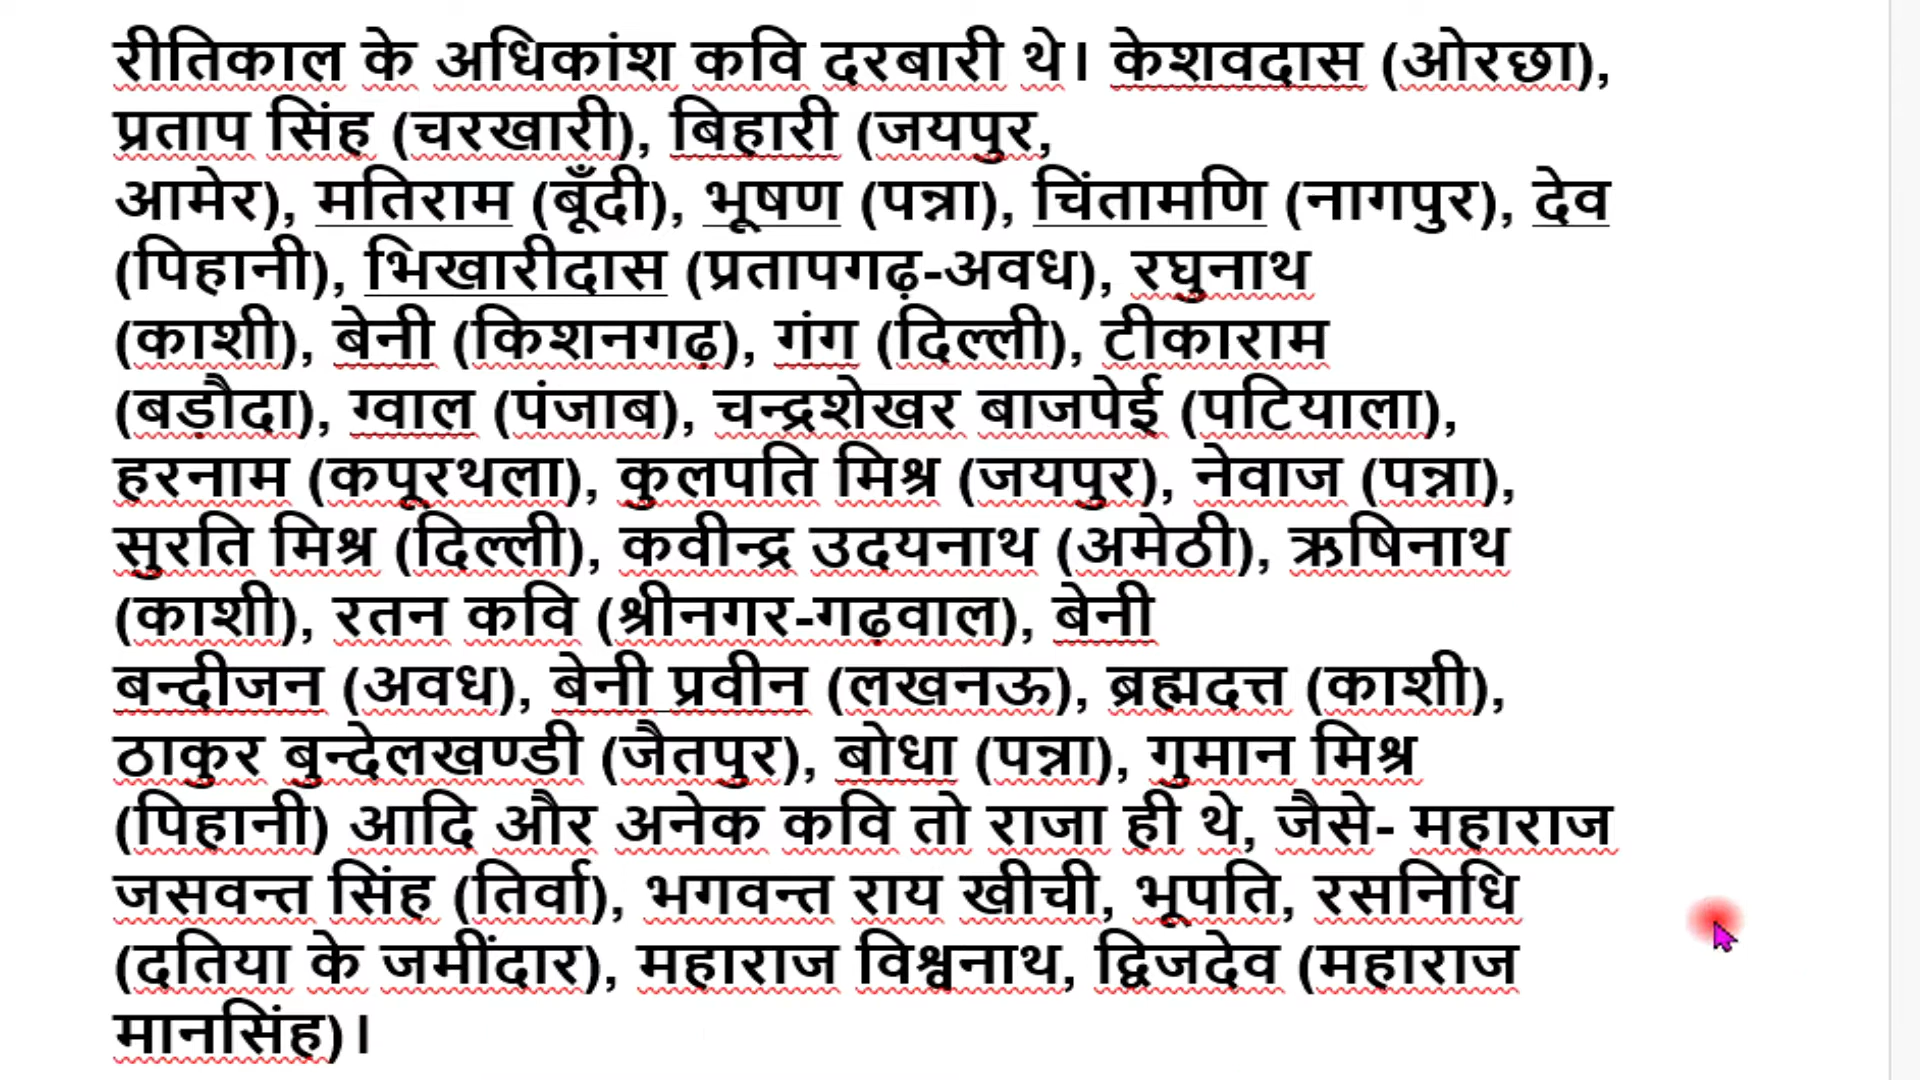 रीतिकाल के अधिकांश कवि दरबारी थे। केशवदास (ओरछा),
प्रताप सिंह (चरखारी), बिहारी (जयपुर,
आमेर), मतिराम (बूँदी), भूषण (पन्ना), चिंतामणि (नागपुर), देव
(पिहानी), भिखारीदास (प्रतापगढ़-अवध), रघुनाथ
(काशी), बेनी (किशनगढ़), गंग (दिल्ली), टीकाराम
(बड़ौदा), ग्वाल (पंजाब), चन्द्रशेखर बाजपेई (पटियाला),
हरनाम (कपूरथला), कुलपति मिश्र (जयपुर), नेवाज (पन्ना),
सुरति मिश्र (दिल्ली), कवीन्द्र उदयनाथ (अमेठी), ऋषिनाथ
(काशी), रतन कवि (श्रीनगर-गढ़वाल), बेनी
बन्दीजन (अवध), बेनी प्रवीन (लखनऊ), ब्रह्मदत्त (काशी),
ठाकुर बुन्देलखण्डी (जैतपुर), बोधा (पन्ना), गुमान मिश्र
(पिहानी) आदि और अनेक कवि तो राजा ही थे, जैसे- महाराज
जसवन्त सिंह (तिर्वा), भगवन्त राय खीची, भूपति, रसनिधि
(दतिया के जमींदार), महाराज विश्वनाथ, द्विजदेव (महाराज
मानसिंह)।